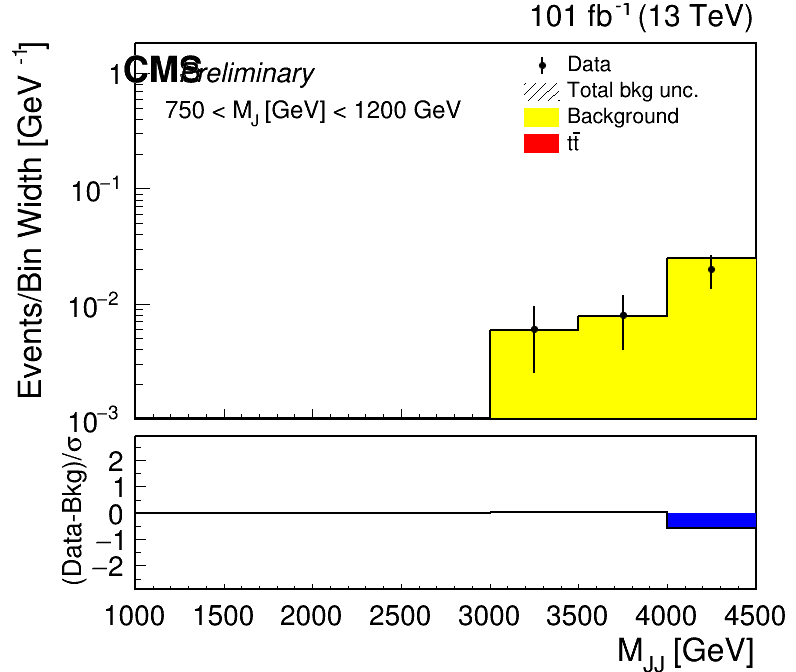 101 fb-1 (13 TeV)
CMS Preliminary
750 < MJ [GeV] < 1200 GeV
Data
Total bkg unc.
Background
tt̄
Events/Bin Width [GeV-1]
1
10−1
10−2
10−3
(Data-Bkg)/σ
2
1
0
−1
−2
1000 1500 2000 2500 3000 3500 4000 4500
MJJ [GeV]